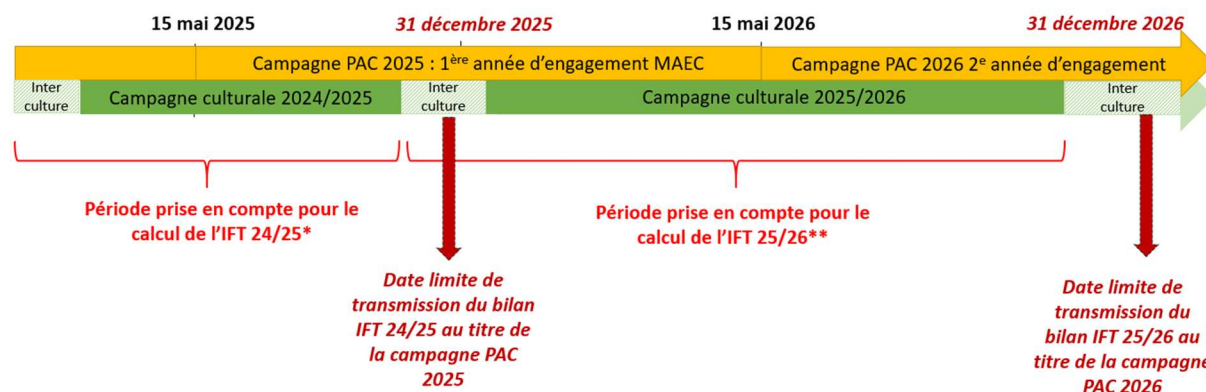 15 mai 2025
31 décembre 2025
15 mai 2026
31 décembre 2026
Campagne PAC 2025 : 1ère année d'engagement MAEC
Campagne PAC 2026 2e année d'engagement
Inter
culture
Campagne culturale 2024/2025
Inter
culture
Campagne culturale 2025/2026
Inter
culture
Période prise en compte pour le
calcul de l'IFT 24/25*
Période prise en compte pour le
calcul de l'IFT 25/26**
Date limite de
transmission du bilan
IFT 24/25 au titre de
la campagne PAC
2025
Date limite de
transmission du
bilan IFT 25/26 au
titre de la campagne
PAC 2026